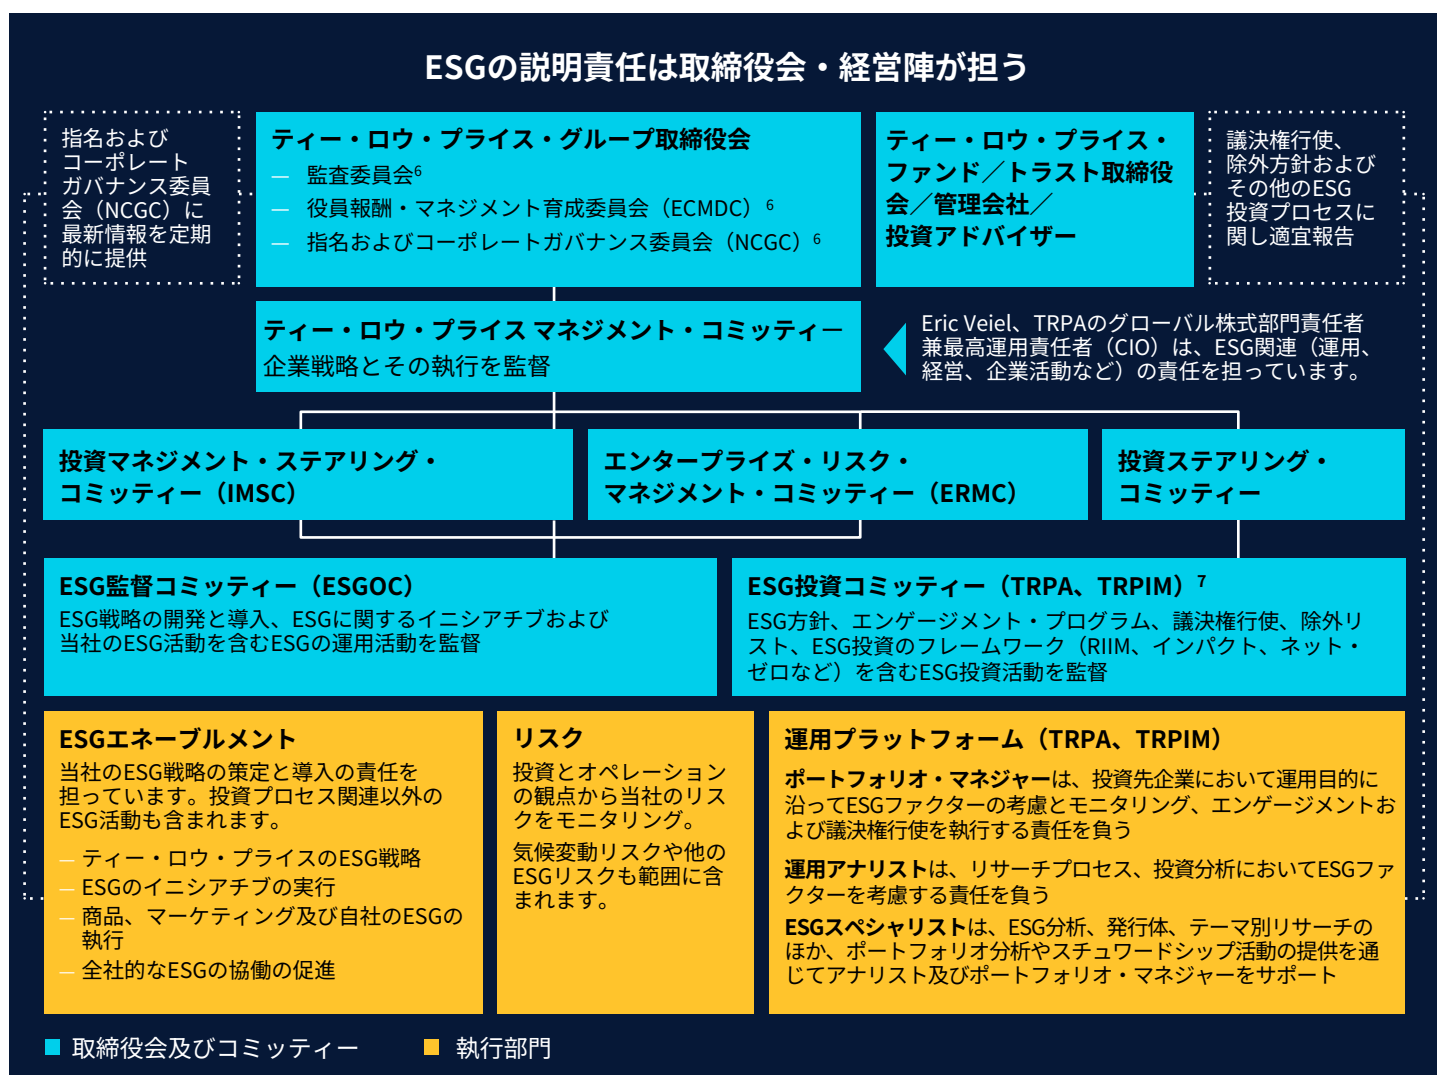 ESGの説明責任は取締役会・経営陣が担う
指名および
コーポレート
ガバナンス委員
会（NCGC）に
最新情報を定期
的に提供
ティー・ロウ・プライス・グループ取締役会
— 監査委員会6
— 役員報酬・マネジメント育成委員会（ECMDC）6
— 指名およびコーポレートガバナンス委員会（NCGC）6
ティー・ロウ・プライス・
ファンド／トラスト取締役
会／管理会社／
投資アドバイザー
議決権行使、
除外方針および
その他のESG
投資プロセスに
関し適宜報告
ティー・ロウ・プライス マネジメント・コミッティー
企業戦略とその執行を監督
Eric Veiel、TRPAのグローバル株式部門責任者
兼最高運用責任者（CIO）は、ESG関連（運用、
経営、企業活動など）の責任を担っています。
投資マネジメント・ステアリング・
コミッティー（IMSC）
エンタープライズ・リスク・
マネジメント・コミッティー（ERMC）
投資ステアリング・
コミッティー
ESG監督コミッティー（ESGOC）
ESG戦略の開発と導入、ESGに関するイニシアチブおよび
当社のESG活動を含むESGの運用活動を監督
ESG投資コミッティー（TRPA、TRPIM）7
ESG方針、エンゲージメント・プログラム、議決権行使、除外リ
スト、ESG投資のフレームワーク（RIIM、インパクト、ネット・
ゼロなど）を含むESG投資活動を監督
ESGエネーブルメント
当社のESG戦略の策定と導入の責任を
担っています。投資プロセス関連以外の
ESG活動も含まれます。
— ティー・ロウ・プライスのESG戦略
— ESGのイニシアチブの実行
— 商品、マーケティング及び自社のESGの
執行
— 全社的なESGの協働の促進
リスク
投資とオペレーション
の観点から当社のリス
クをモニタリング。
気候変動リスクや他の
ESGリスクも範囲に含
まれます。
運用プラットフォーム（TRPA、TRPIM）
ポートフォリオ・マネジャーは、投資先企業において運用目的に
沿ってESGファクターの考慮とモニタリング、エンゲージメントお
よび議決権行使を執行する責任を負う
運用アナリストは、リサーチプロセス、投資分析においてESGファ
クターを考慮する責任を負う
ESGスペシャリストは、ESG分析、発行体、テーマ別リサーチの
ほか、ポートフォリオ分析やスチュワードシップ活動の提供を通
じてアナリスト及びポートフォリオ・マネジャーをサポート
取締役会及びコミッティー
執行部門